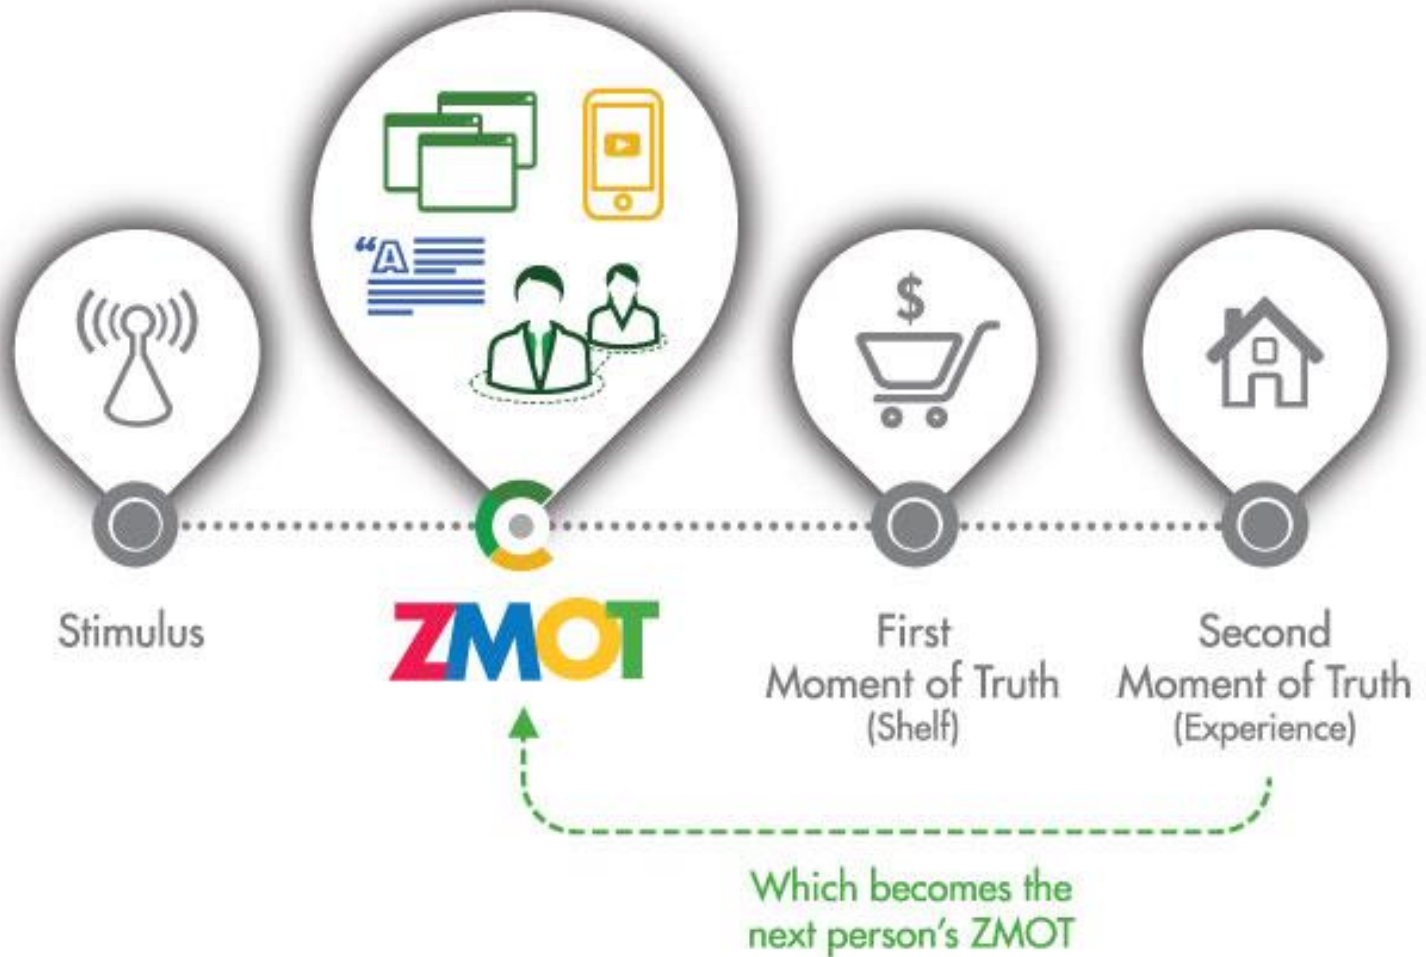 $
“A
Stimulus
ZMOT
First
Moment of Truth
(Shelf)
Second
Moment of Truth
(Experience)
Which becomes the
next person's ZMOT